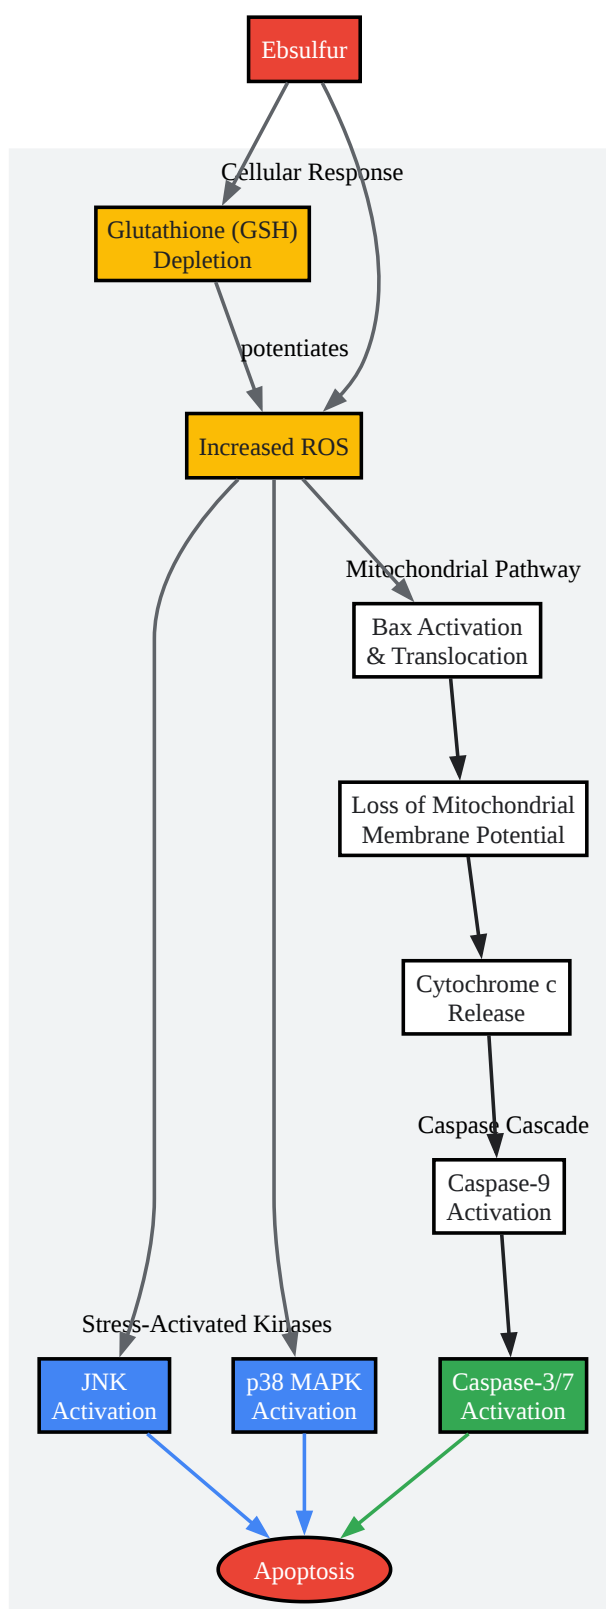 Ebsulfur
Cellular Response
Glutathione (GSH)
Depletion
potentiates
Increased ROS
Mitochondrial Pathway
Bax Activation
& Translocation
Loss of Mitochondrial
Membrane Potential
Cytochrome c
Release
Caspase Cascade
Caspase-9
Activation
Stress-Activated Kinases
JNK
Activation
p38 MAPK
Activation
Caspase-3/7
Activation
Apoptosis